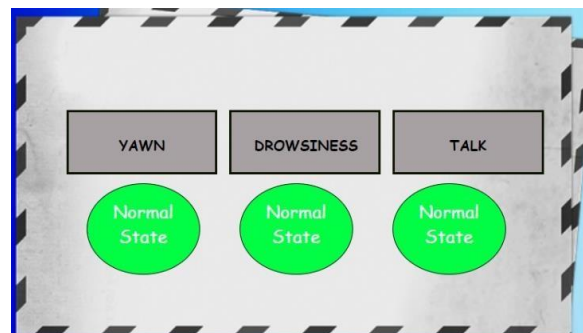 YAWN
DROWSINESS
TALK
Normal
State
Normal
State
Normal
State